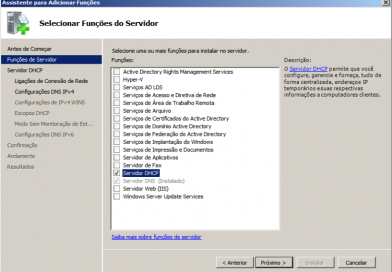 Assistente para Adicionar Funções
Selecionar Funções do Servidor
Antes de Começar
Funções de Servidor
Servidor DHCP
Ligações de Conexão de Rede
Configurações DNS IPv4
Configurações de IPv4 WINS
Escopos DHCP
Modo Sem Monitoração de Est...
Configurações DNS IPv6
Confirmação
Andamento
Resultados
Selecione uma ou mais funções para instalar no servidor.
Funções:
Active Directory Rights Management Services
Hyper-V
Serviços AD LDS
Serviços de Acesso e Diretiva de Rede
Serviços de Área de Trabalho Remota
Serviços de Arquivo
Serviços de Certificados do Active Directory
Serviços de Domínio Active Directory
Serviços de Federação do Active Directory
Serviços de Implantação do Windows
Serviços de Impressão e Documentos
Servidor de Aplicativos
Servidor de Fax
Servidor DHCP
Servidor DNS (Instalado)
Servidor Web (IIS)
Windows Server Update Services
Saiba mais sobre funções de servidor
Descrição:
O Servidor DHCP permite que você
configure, gerencie e forneça, tudo de
forma centralizada, endereços IP
temporários e suas respectivas
informações a computadores clientes.
< Anterior
Próximo >
Instalar
Cancelar